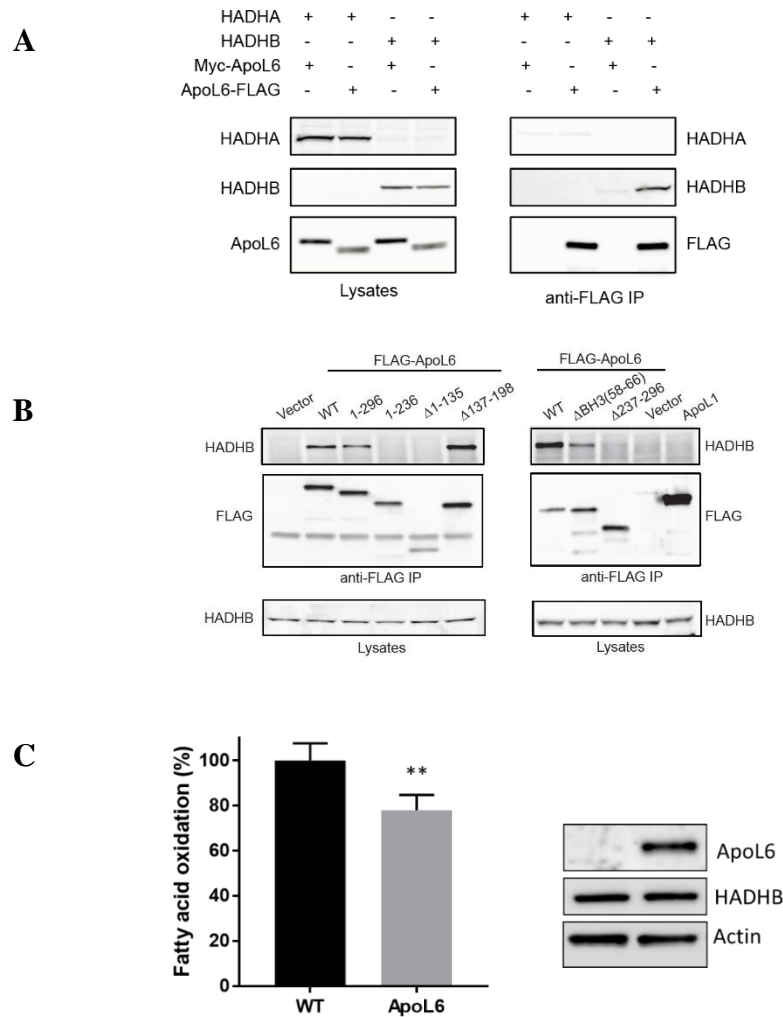 A
HADHA + + - - + + - -
HADHB - - + + - - + +
Myc-ApoL6 + - + - + - + -
ApoL6-FLAG - + - + - + - +
HADHA HADHA
HADHB HADHB
ApoL6 FLAG
Lysates anti-FLAG IP
B
FLAG-ApoL6 FLAG-ApoL6
Vector WT 1-296 1-236 Δ1-135 Δ137-198 WT ΔBH3(58-66) Δ237-296 Vector ApoL1
HADHB HADHB
FLAG FLAG
anti-FLAG IP anti-FLAG IP
HADHB HADHB
Lysates Lysates
C
Fatty acid oxidation (%)
100
80
60
40
20
0
**
WT ApoL6
ApoL6
HADHB
Actin